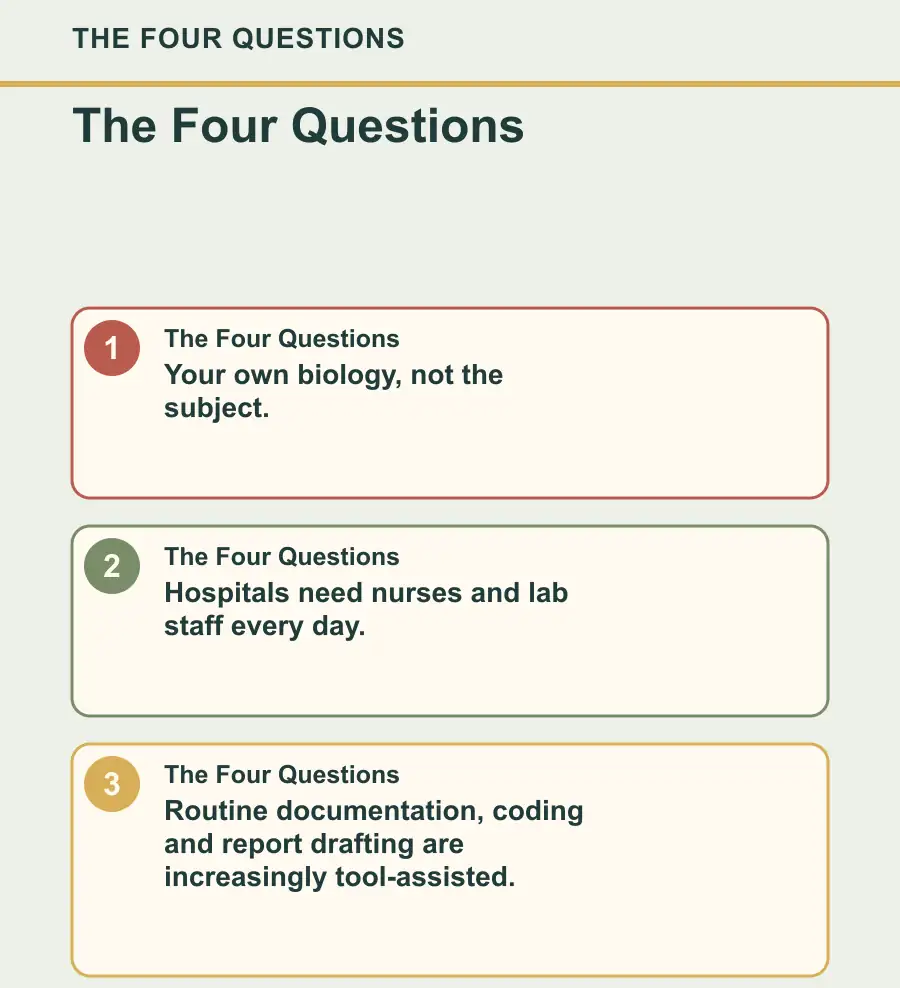 THE FOUR QUESTIONS
The Four Questions
1
The Four Questions
Your own biology, not the
subject.
2
The Four Questions
Hospitals need nurses and lab
staff every day.
3
The Four Questions
Routine documentation, coding
and report drafting are
increasingly tool-assisted.